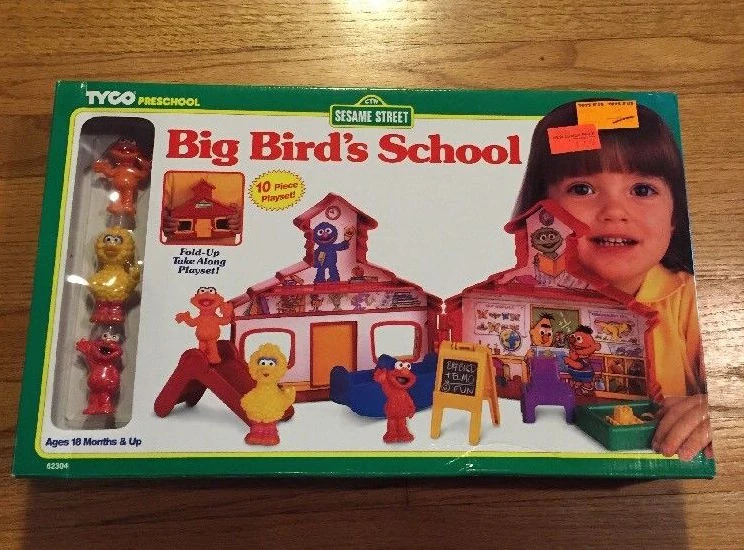 TYCO PRESCHOOL
CTW
SESAME STREET
Big Bird's School
10 Piece
Playset!
Fold-Up
Take Along
Playset!
Ages 18 Months & Up
62304